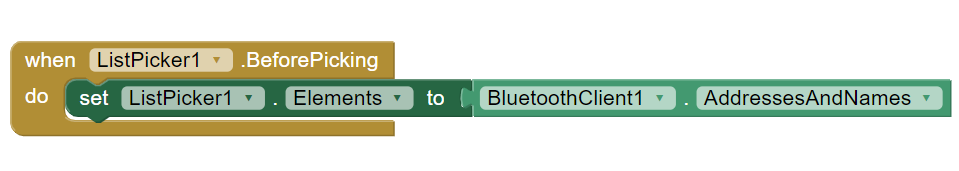 when ListPicker1 .BeforePicking
do set ListPicker1 . Elements to BluetoothClient1 . AddressesAndNames